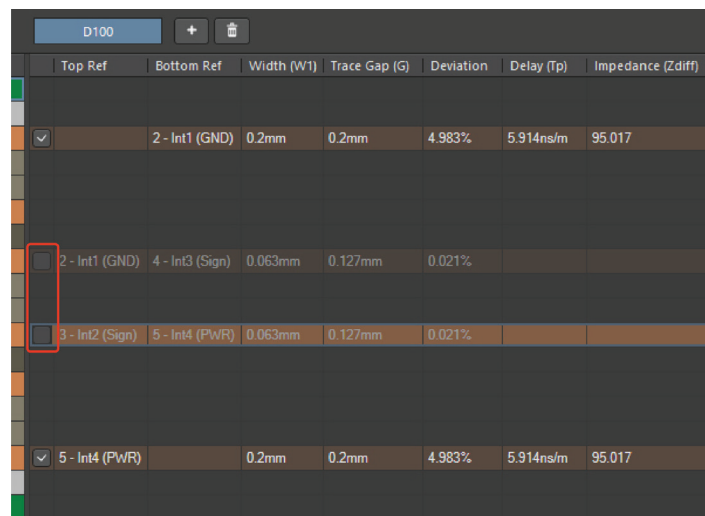 D100 +
Top Ref Bottom Ref Width (W1) Trace Gap (G) Deviation Delay (Tp) Impedance (Zdiff)
2 - Int1 (GND) 0.2mm 0.2mm 4.983% 5.914ns/m 95.017
2 - Int1 (GND) 4 - Int3 (Sign) 0.063mm 0.127mm 0.021%
3 - Int2 (Sign) 5 - Int4 (PWR) 0.063mm 0.127mm 0.021%
5 - Int4 (PWR) 0.2mm 0.2mm 4.983% 5.914ns/m 95.017